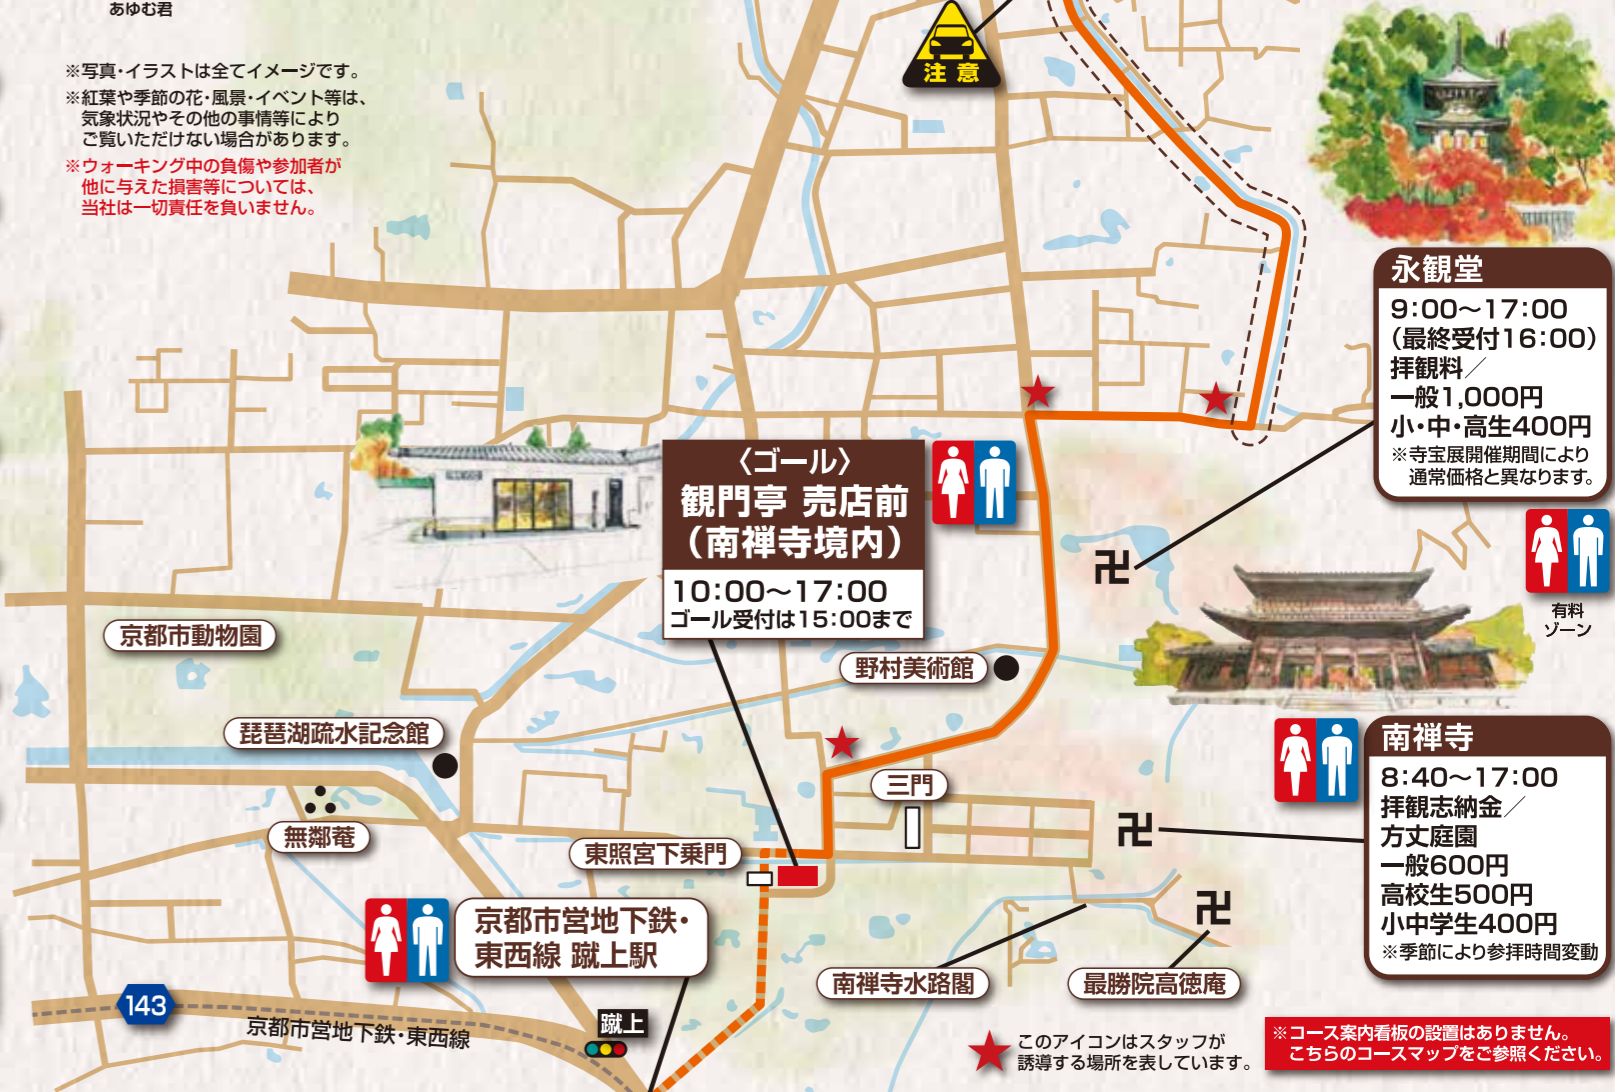 あゆむ君
※写真・イラストは全てイメージです。
※紅葉や季節の花・風景・イベント等は、
気象状況やその他の事情等により
ご覧いただけない場合があります。
※ウォーキング中の負傷や参加者が
他に与えた損害等については、
当社は一切責任を負いません。
注意
永観堂
9:00〜17:00
(最終受付16:00)
拝観料／
一般1,000円
小・中・高生400円
※寺宝展開催期間により
通常価格と異なります。
〈ゴール〉
観門亭 売店前
（南禅寺境内）
10:00〜17:00
ゴール受付は15:00まで
卍
有料
ゾーン
京都市動物園
野村美術館
琵琶湖疏水記念館
無鄰菴
三門
東照宮下乗門
卍
南禅寺
8:40〜17:00
拝観志納金／
方丈庭園
一般600円
高校生500円
小中学生400円
※季節により参拝時間変動
卍
京都市営地下鉄・
東西線 蹴上駅
南禅寺水路閣
最勝院高徳庵
143
京都市営地下鉄・東西線
蹴上
このアイコンはスタッフが
誘導する場所を表しています。
※コース案内看板の設置はありません。
こちらのコースマップをご参照ください。